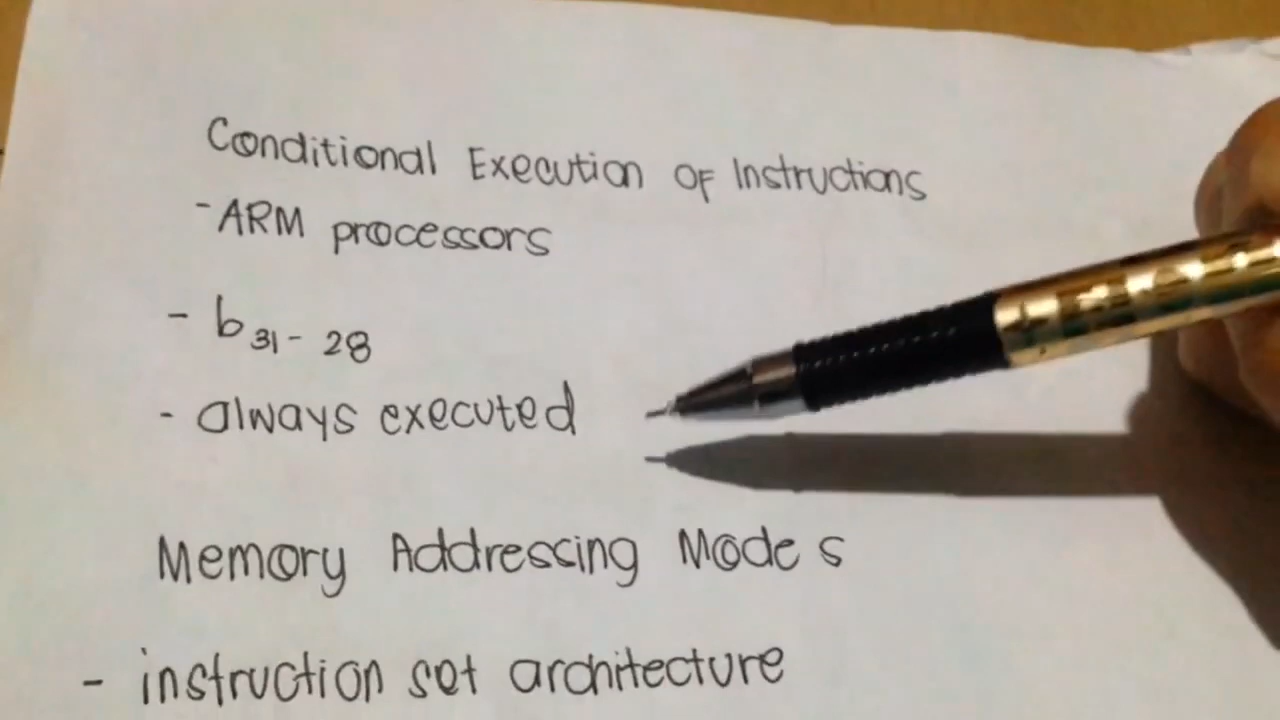 Conditional Execution OF Instructions
- ARM processors
- b31-28
- always executed
Memory Addressing Modes
- instruction set architecture